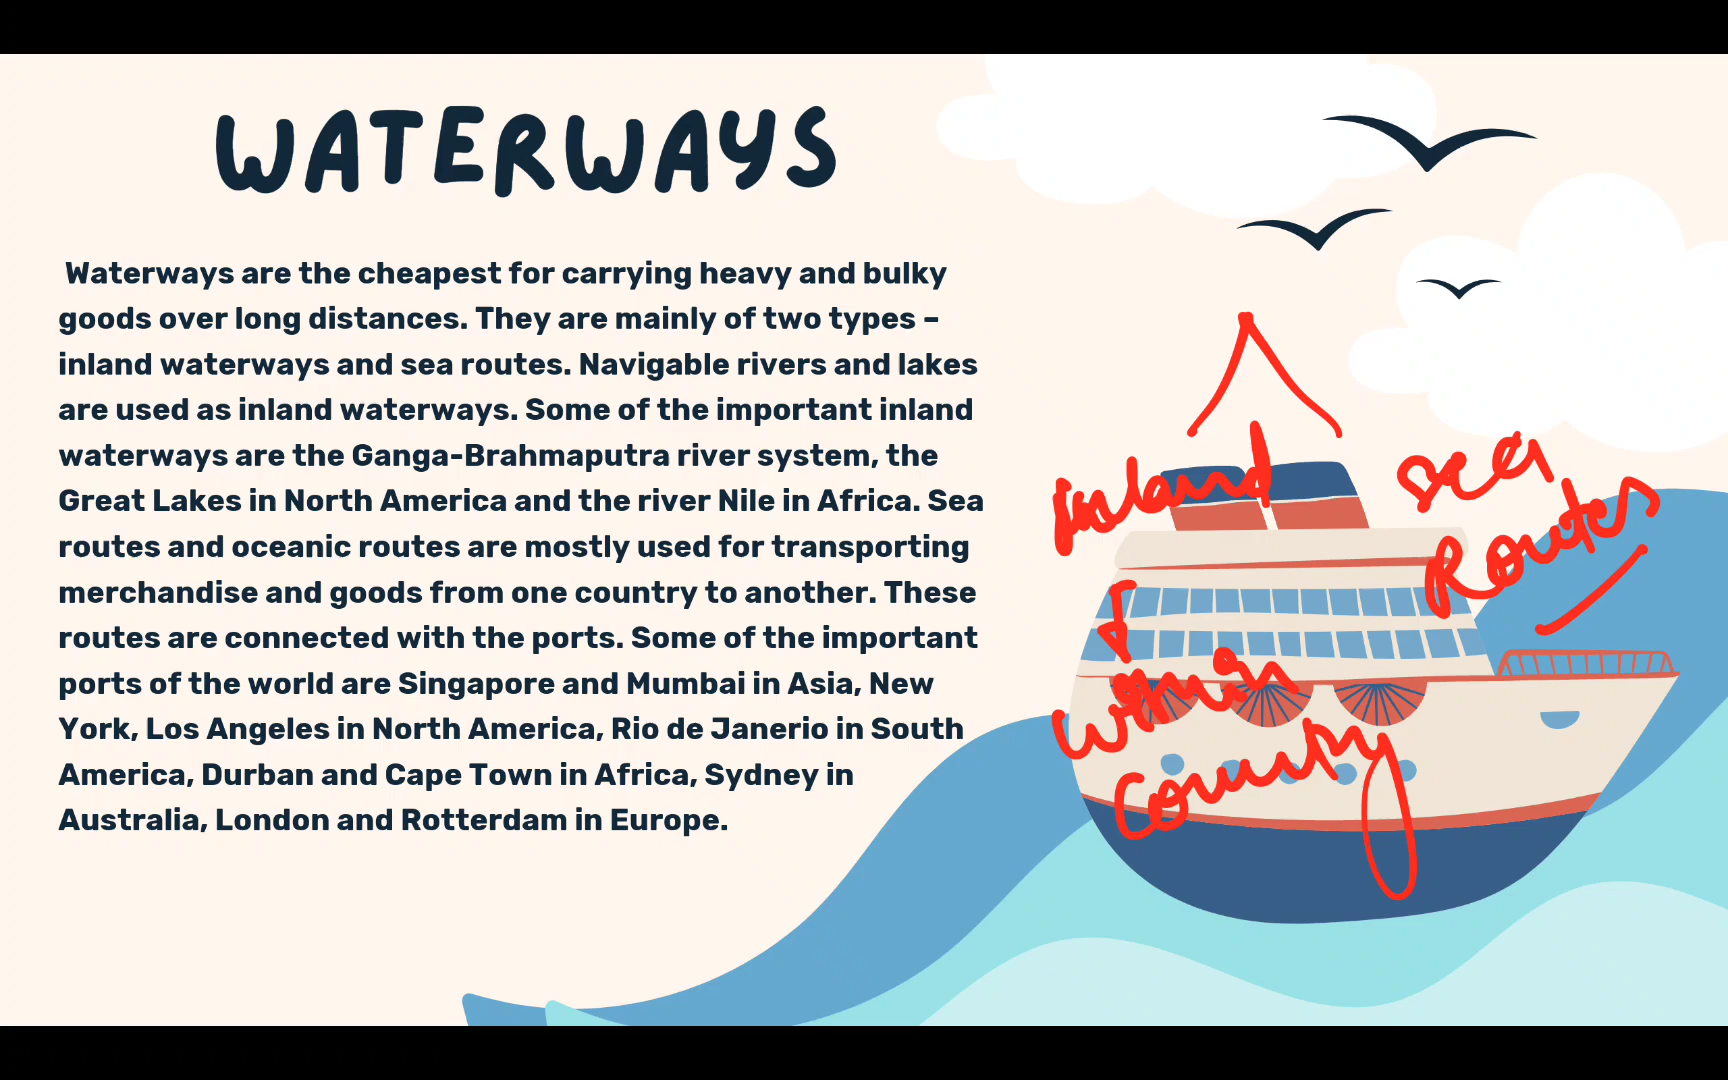 WATERWAYS
Waterways are the cheapest for carrying heavy and bulky
goods over long distances. They are mainly of two types –
inland waterways and sea routes. Navigable rivers and lakes
are used as inland waterways. Some of the important inland
waterways are the Ganga-Brahmaputra river system, the
Great Lakes in North America and the river Nile in Africa. Sea
routes and oceanic routes are mostly used for transporting
merchandise and goods from one country to another. These
routes are connected with the ports. Some of the important
ports of the world are Singapore and Mumbai in Asia, New
York, Los Angeles in North America, Rio de Janerio in South
America, Durban and Cape Town in Africa, Sydney in
Australia, London and Rotterdam in Europe.
Inland
Sea
Routes
within
country